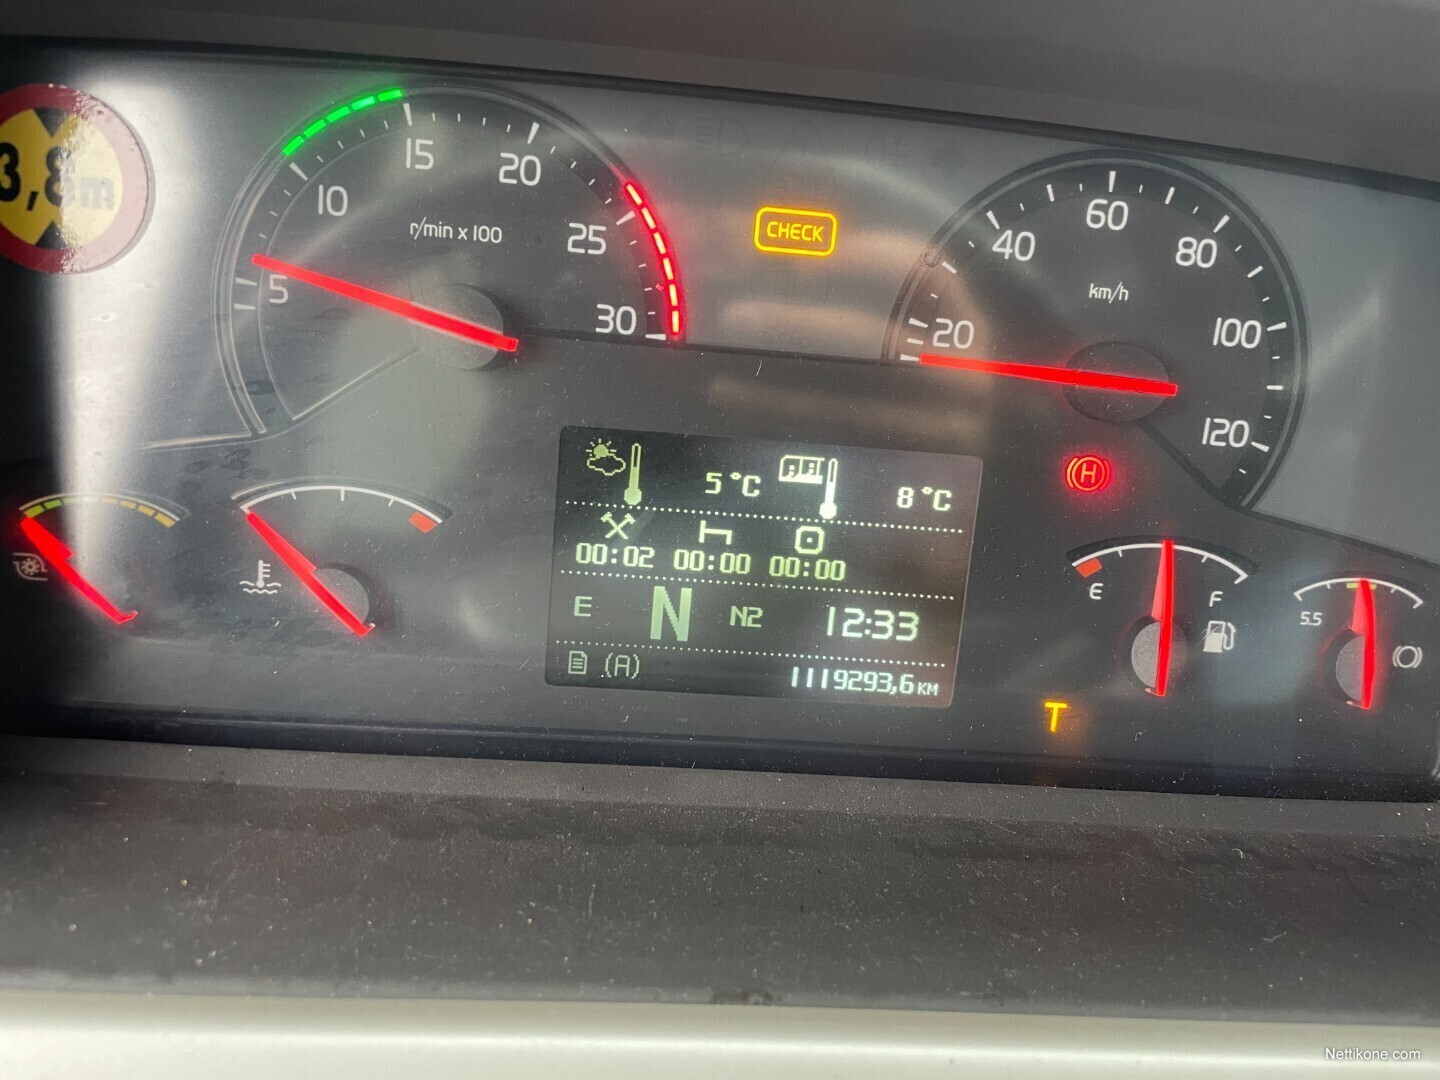 3,8m
5
10
15
20
25
30
r/min x 100
CHECK
20
40
60
80
100
120
km/h
5 °C
8 °C
00:02 00:00 00:00
E N N2 12:33
(A) 1119293,6 KM
H
E
F
5.5
T
Nettikone.com